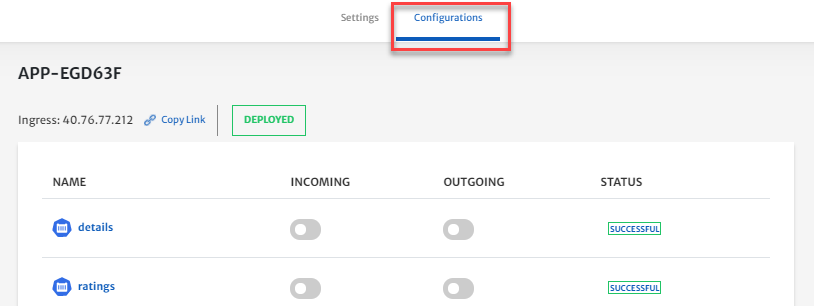 Settings Configurations
APP-EGD63F
Ingress: 40.76.77.212 Copy Link DEPLOYED
NAME INCOMING OUTGOING STATUS
details SUCCESSFUL
ratings SUCCESSFUL